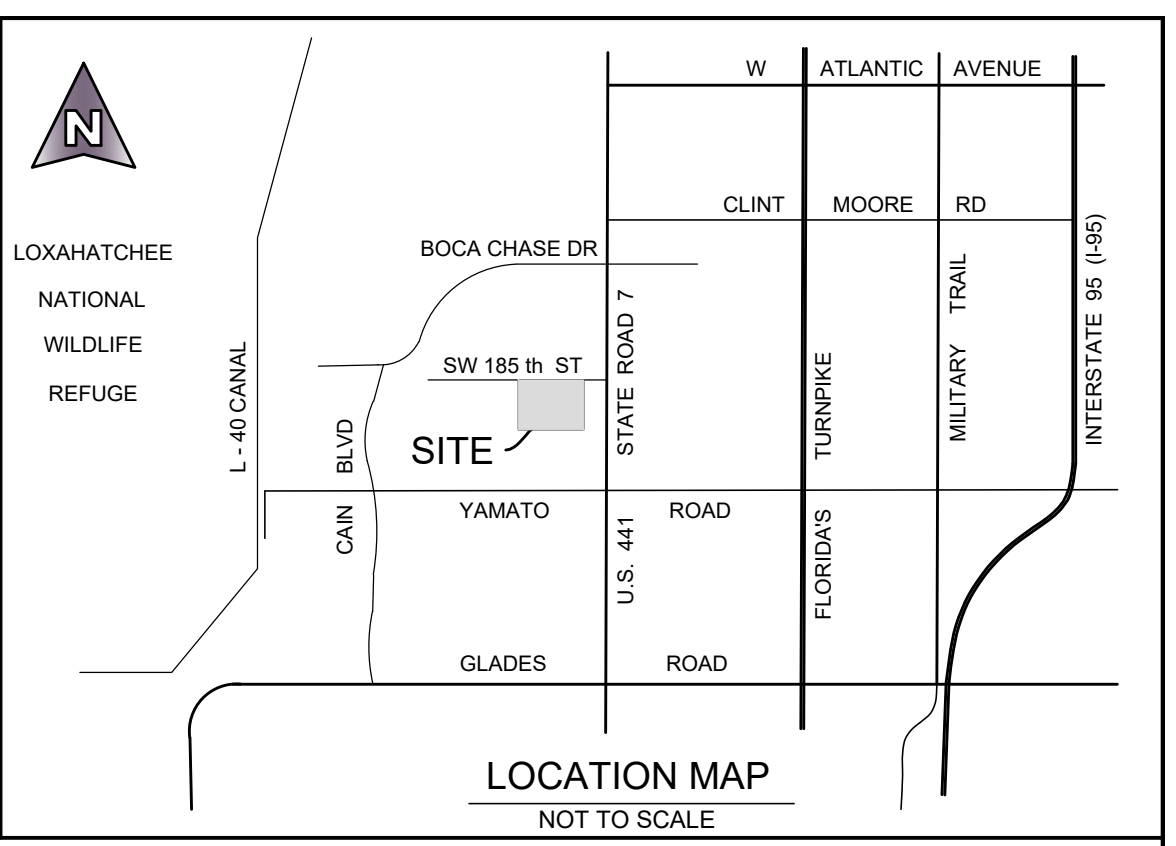 N
W ATLANTIC AVENUE
CLINT MOORE RD
LOXAHATCHEE
NATIONAL
WILDLIFE
REFUGE
BOCA CHASE DR
SW 185 th ST
SITE
L - 40 CANAL
CAIN BLVD
STATE ROAD 7
U.S. 441
FLORIDA'S TURNPIKE
MILITARY TRAIL
INTERSTATE 95 (I-95)
YAMATO ROAD
GLADES ROAD
LOCATION MAP
NOT TO SCALE